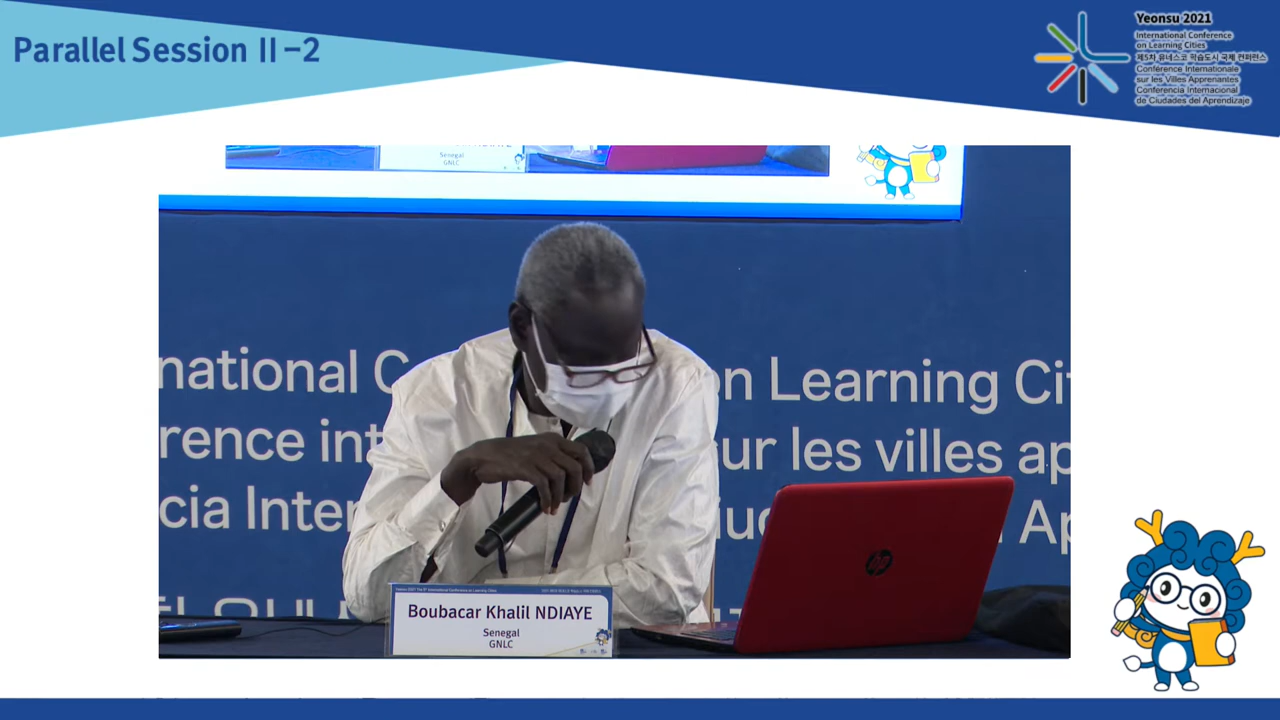 Parallel Session II-2
Yeonsu 2021
International Conference
on Learning Cities
제5차 유네스코 학습도시 국제 컨퍼런스
Conférence Internationale
sur les Villes Apprenantes
Conferencia Internacional
de Ciudades del Aprendizaje
Senegal
GNLC
national C on Learning Ci
rence int sur les villes ap
cia Inter Ap
hp
Boubacar Khalil NDIAYE
Senegal
GNLC